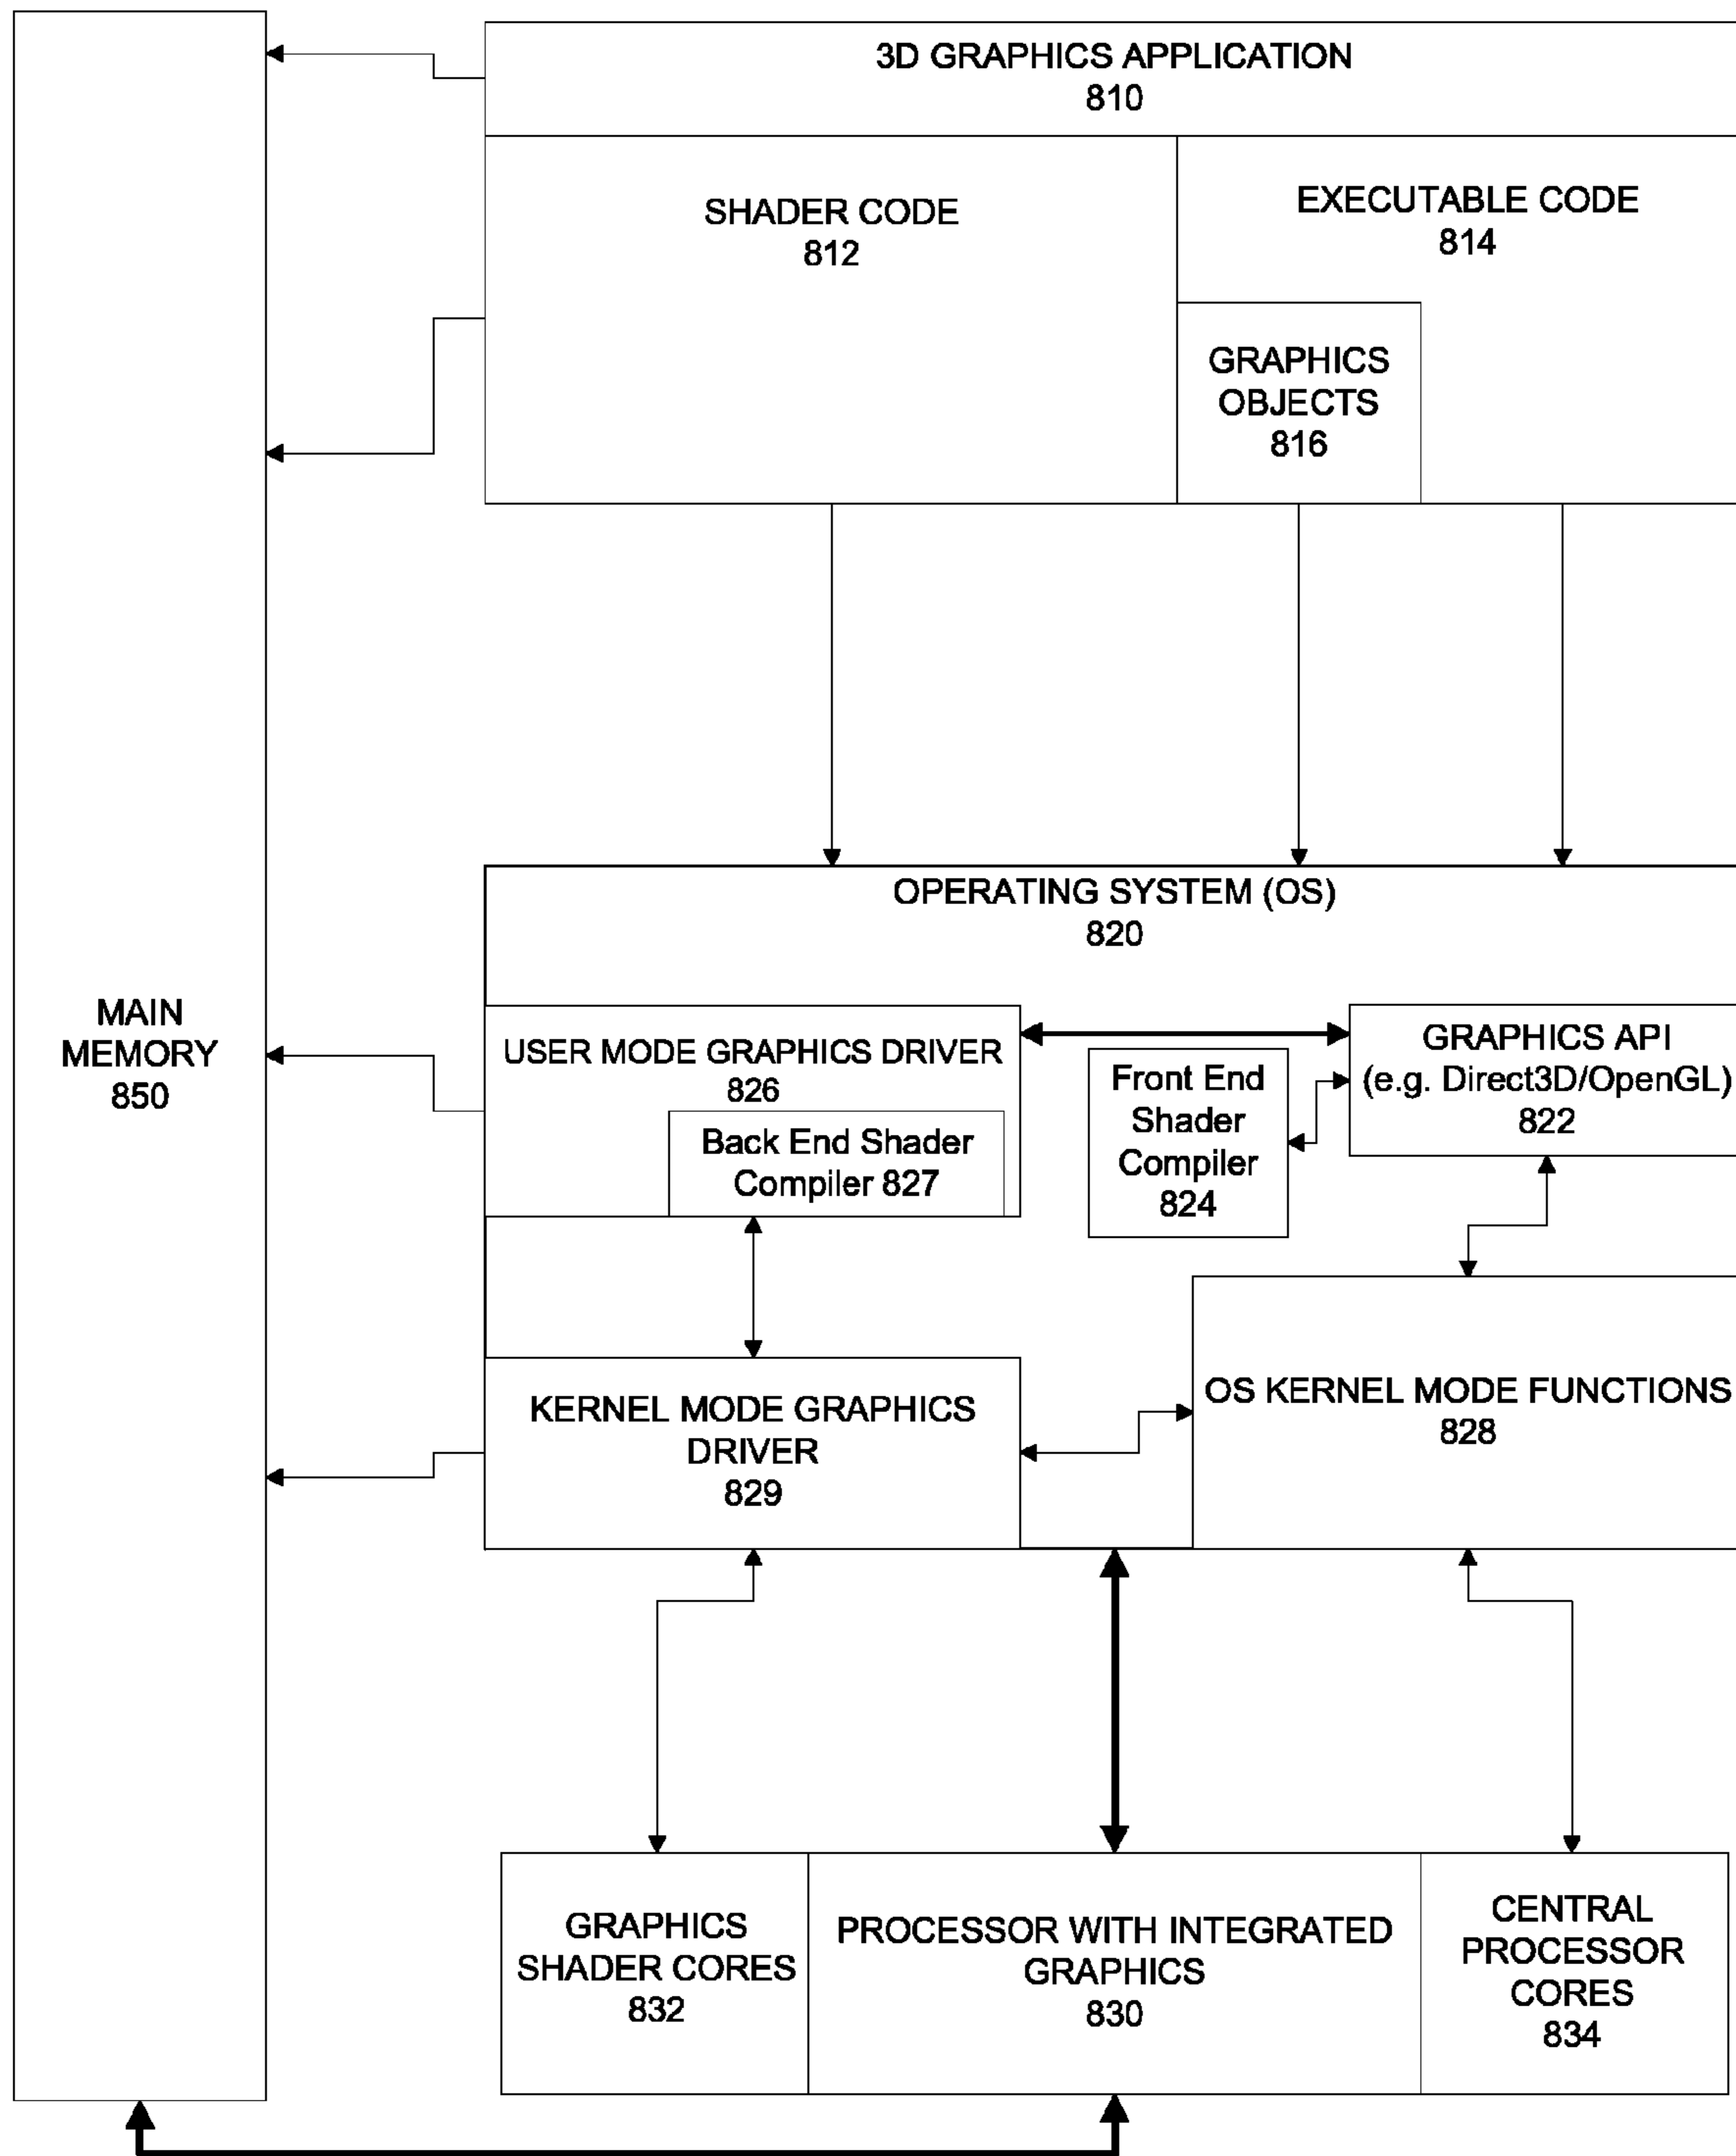 3D GRAPHICS APPLICATION
810
SHADER CODE
812
EXECUTABLE CODE
814
GRAPHICS
OBJECTS
816
OPERATING SYSTEM (OS)
820
MAIN
MEMORY
850
USER MODE GRAPHICS DRIVER
826
Back End Shader
Compiler 827
Front End
Shader
Compiler
824
GRAPHICS API
(e.g. Direct3D/OpenGL)
822
KERNEL MODE GRAPHICS
DRIVER
829
OS KERNEL MODE FUNCTIONS
828
GRAPHICS
SHADER CORES
832
PROCESSOR WITH INTEGRATED
GRAPHICS
830
CENTRAL
PROCESSOR
CORES
834